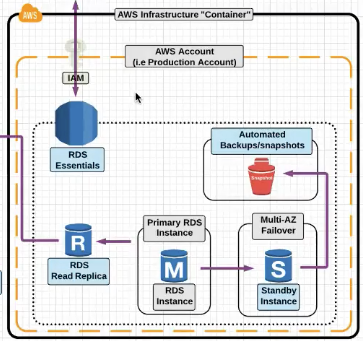 AWS
AWS Infrastructure "Container"
AWS Account
(i.e Production Account)
IAM
RDS
Essentials
Automated
Backups/snapshots
Snapshot
Primary RDS
Instance
Multi-AZ
Failover
R
RDS
Read Replica
M
RDS
Instance
S
Standby
Instance